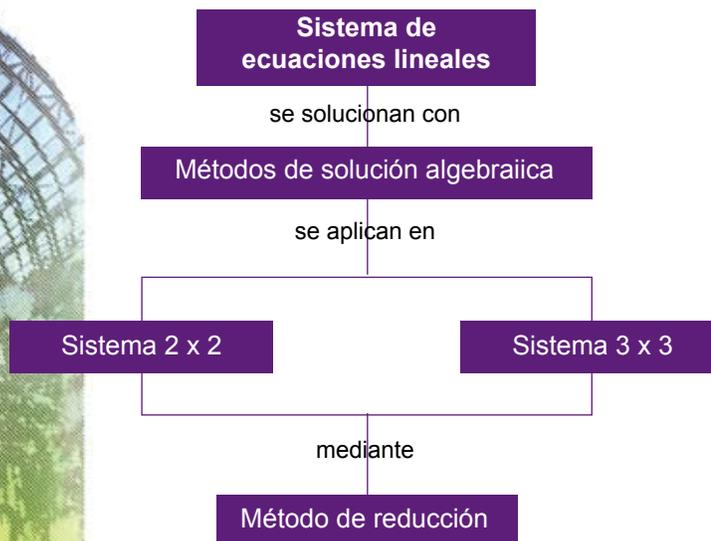 Sistema de
ecuaciones lineales
se solucionan con
Métodos de solución algebraiica
se aplican en
Sistema 2 x 2
Sistema 3 x 3
mediante
Método de reducción